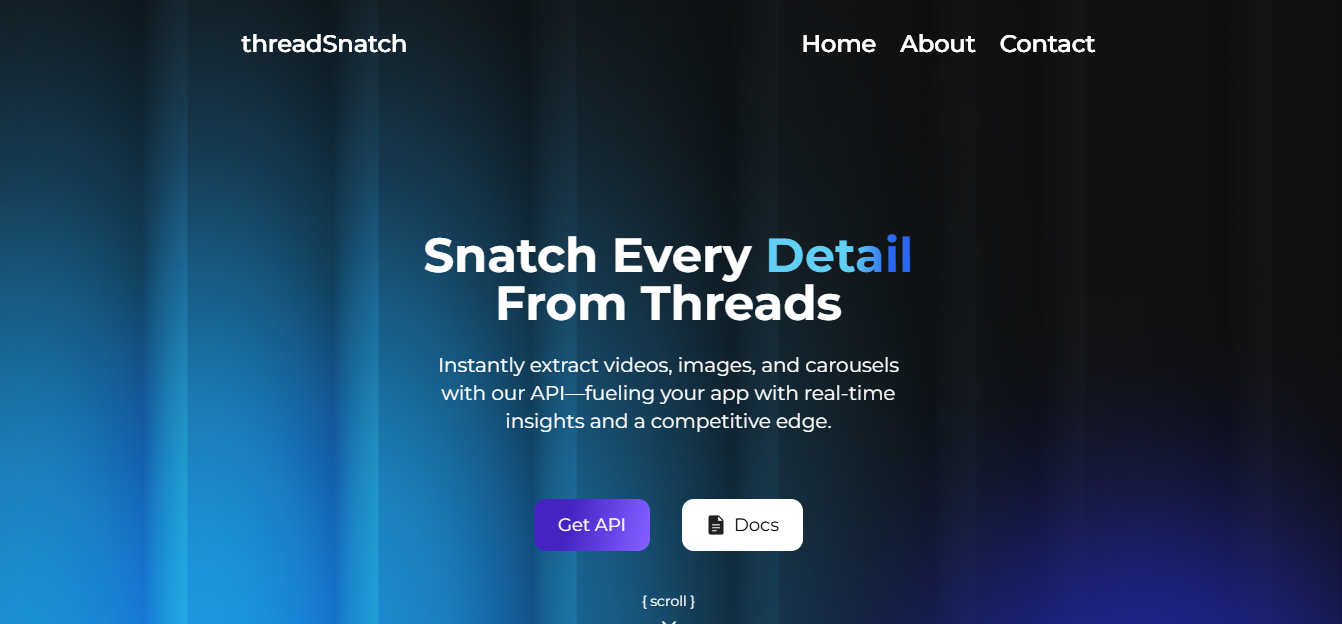 threadSnatch
Home About Contact
Snatch Every Detail
From Threads
Instantly extract videos, images, and carousels
with our API—fueling your app with real-time
insights and a competitive edge.
Get API
Docs
{ scroll }